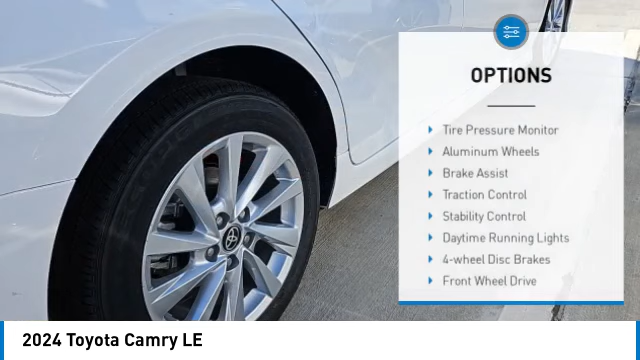 OPTIONS
Tire Pressure Monitor
Aluminum Wheels
Brake Assist
Traction Control
Stability Control
Daytime Running Lights
4-wheel Disc Brakes
Front Wheel Drive
2024 Toyota Camry LE